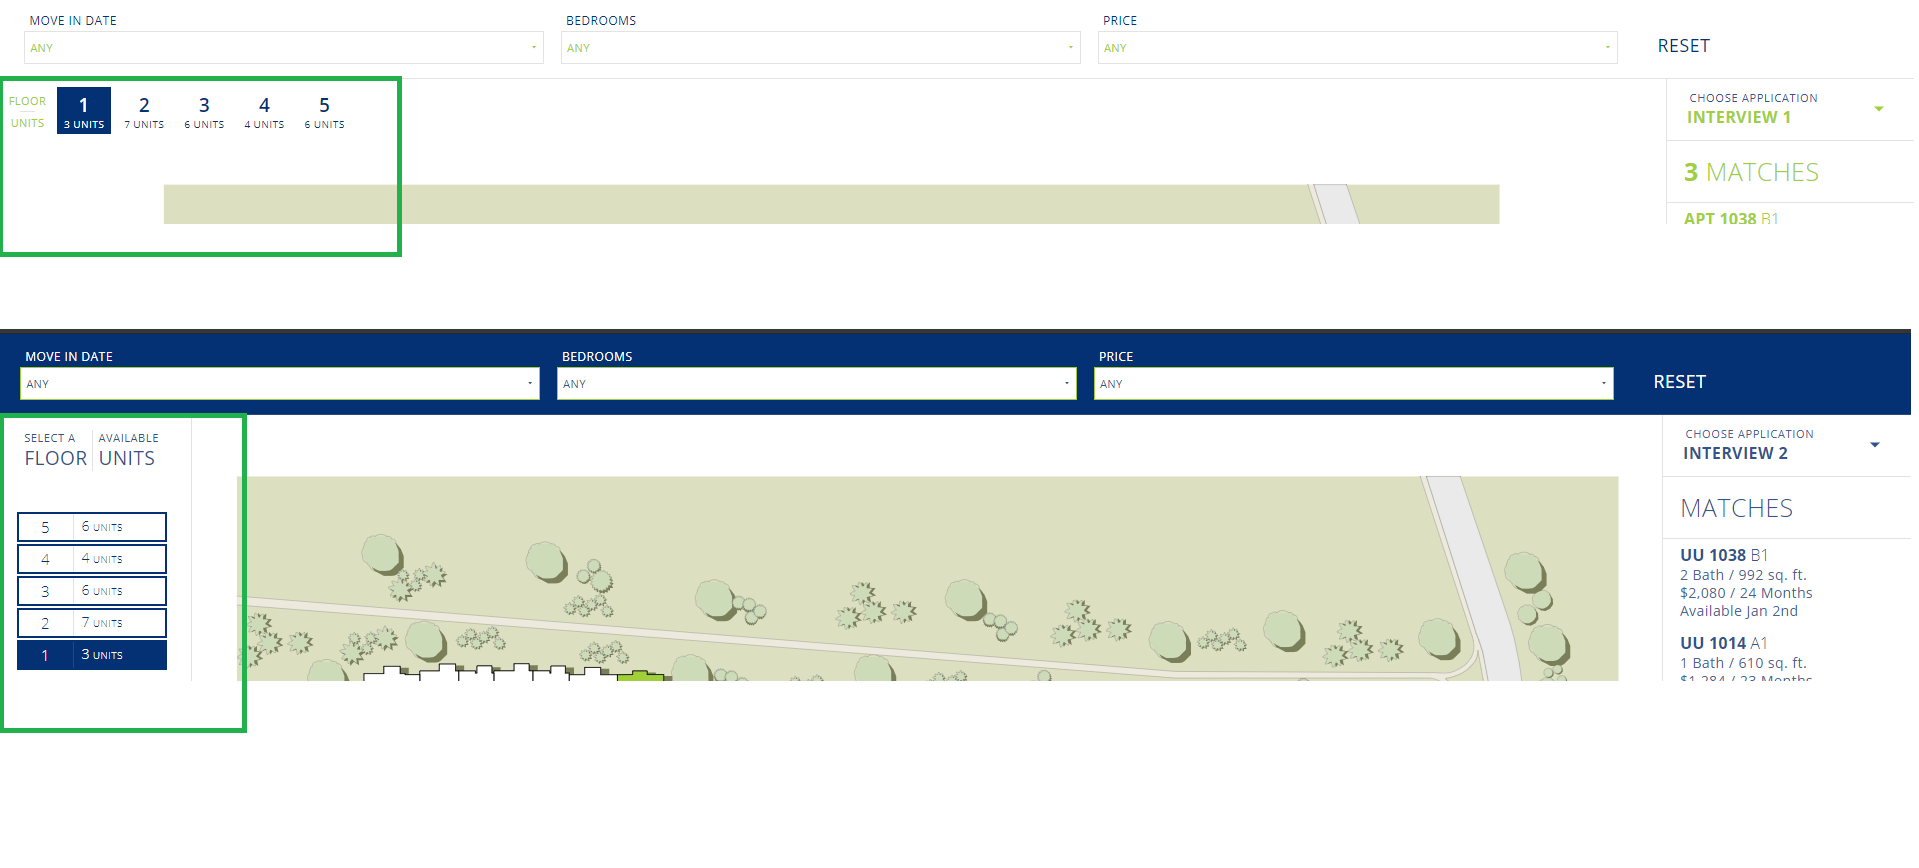 MOVE IN DATE
BEDROOMS
PRICE
ANY
ANY
ANY
RESET
FLOOR
UNITS
1
3 UNITS
2
7 UNITS
3
6 UNITS
4
4 UNITS
5
6 UNITS
CHOOSE APPLICATION
INTERVIEW 1
3 MATCHES
APT 1038 B1
MOVE IN DATE
BEDROOMS
PRICE
ANY
ANY
ANY
RESET
SELECT A
FLOOR
AVAILABLE
UNITS
5 6 UNITS
4 4 UNITS
3 6 UNITS
2 7 UNITS
1 3 UNITS
CHOOSE APPLICATION
INTERVIEW 2
MATCHES
UU 1038 B1
2 Bath / 992 sq. ft.
$2,080 / 24 Months
Available Jan 2nd
UU 1014 A1
1 Bath / 610 sq. ft.
$1,284 / 23 Months